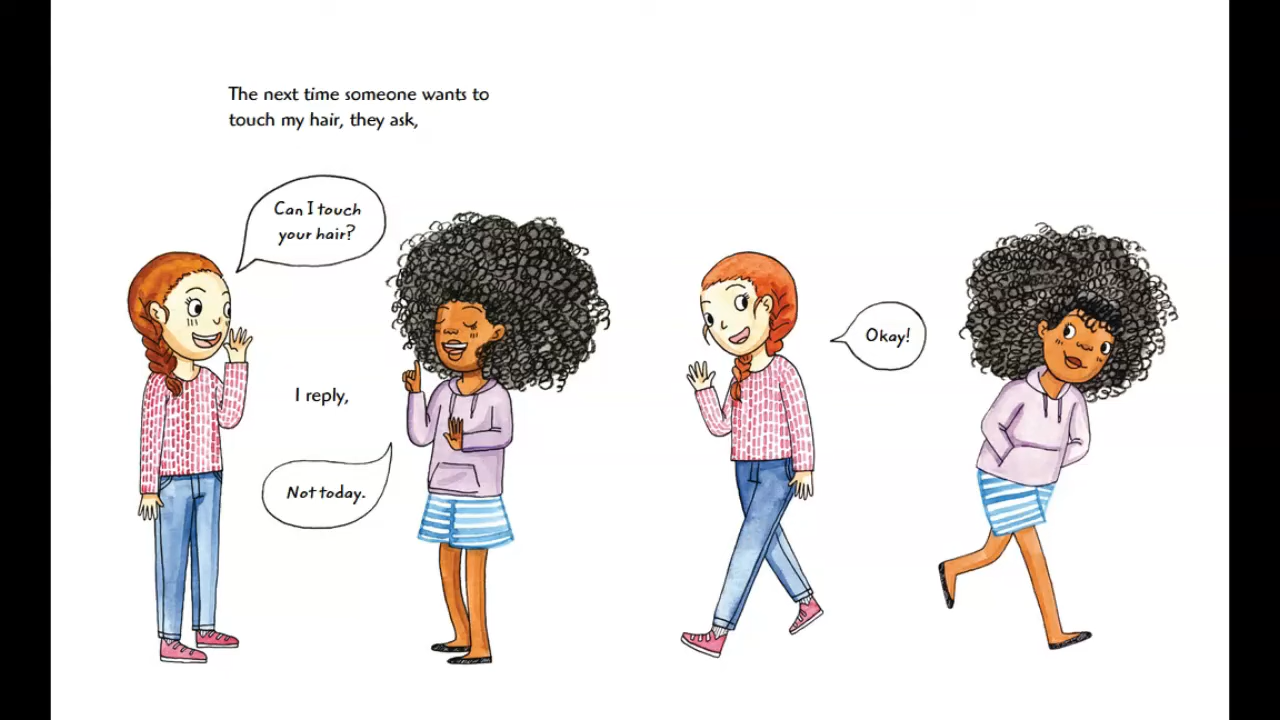 The next time someone wants to
touch my hair, they ask,
Can I touch
your hair?
I reply,
Not today.
Okay!